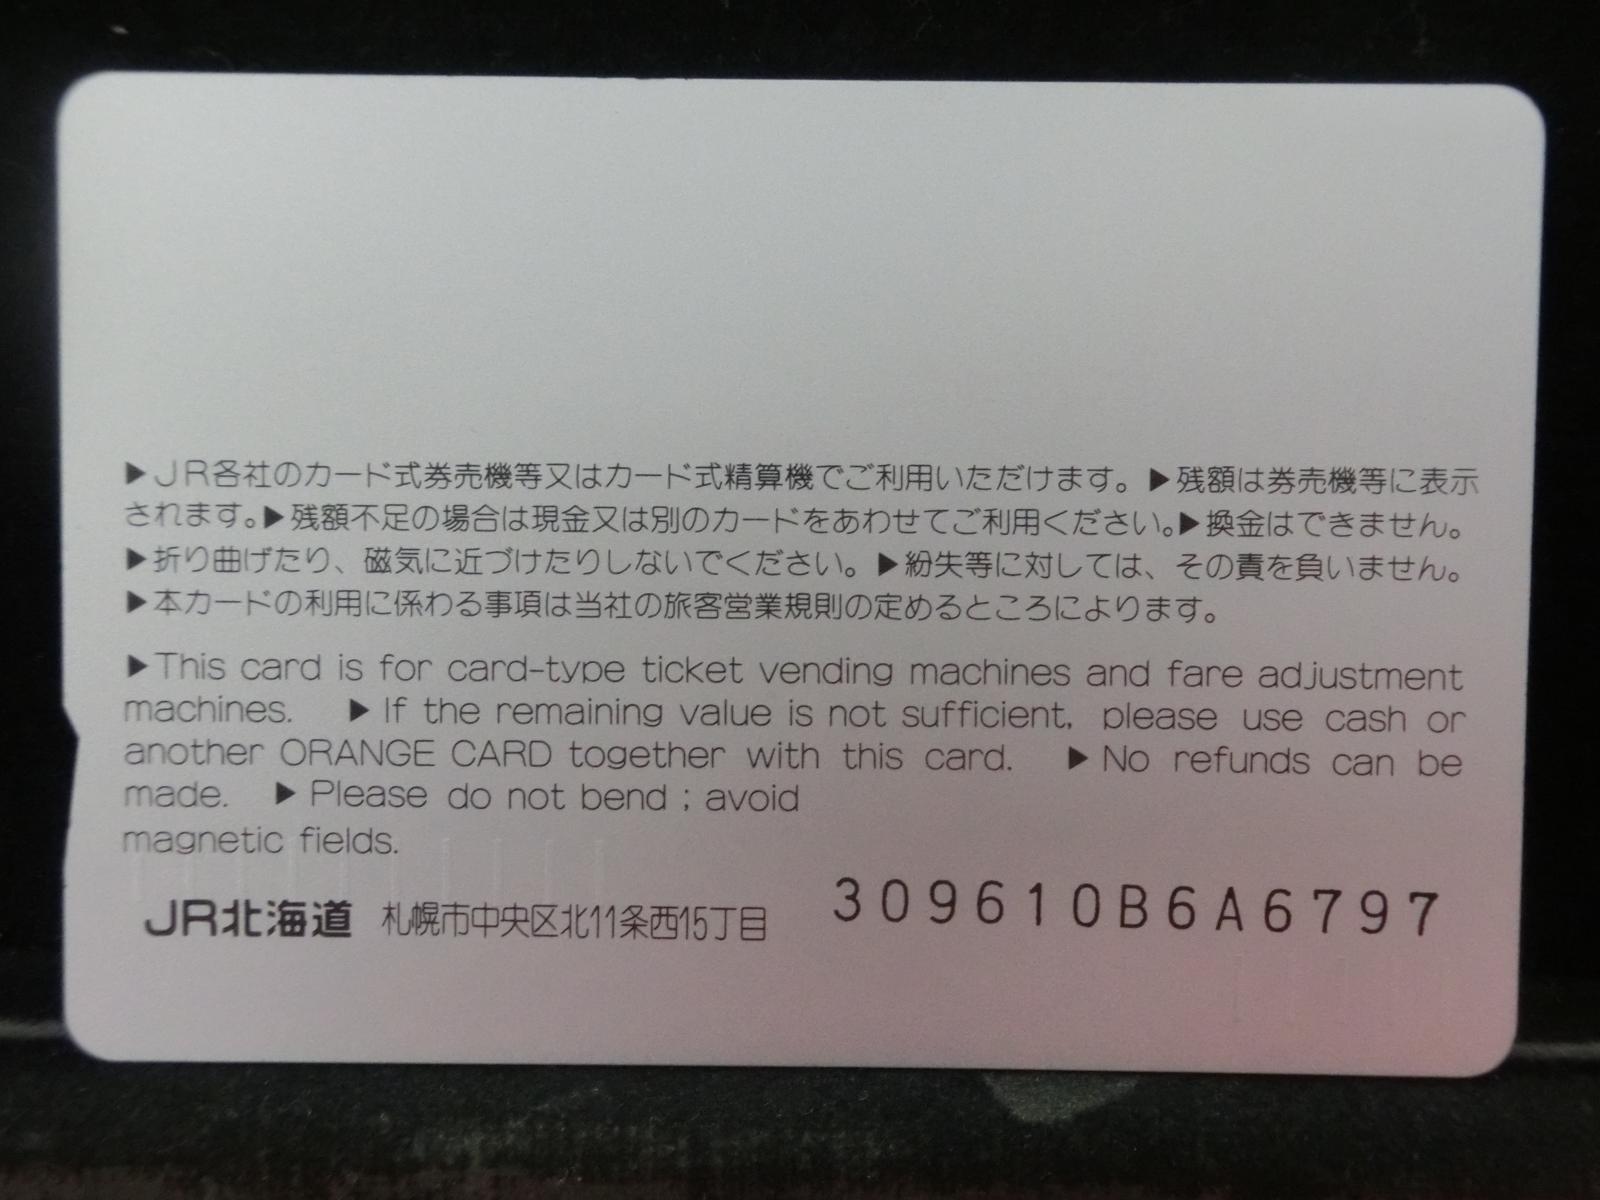 ▶JR各社のカード式券売機等又はカード式精算機でご利用いただけます。▶残額は券売機等に表示
されます。▶残額不足の場合は現金又は別のカードをあわせてご利用ください。▶換金はできません。
▶折り曲げたり、磁気に近づけたりしないでください。▶紛失等に対しては、その責を負いません。
▶本カードの利用に係わる事項は当社の旅客営業規則の定めるところによります。
▶This card is for card-type ticket vending machines and fare adjustment
machines. ▶If the remaining value is not sufficient, please use cash or
another ORANGE CARD together with this card. ▶No refunds can be
made. ▶Please do not bend ; avoid
magnetic fields.
JR北海道 札幌市中央区北11条西15丁目 309610B6A6797